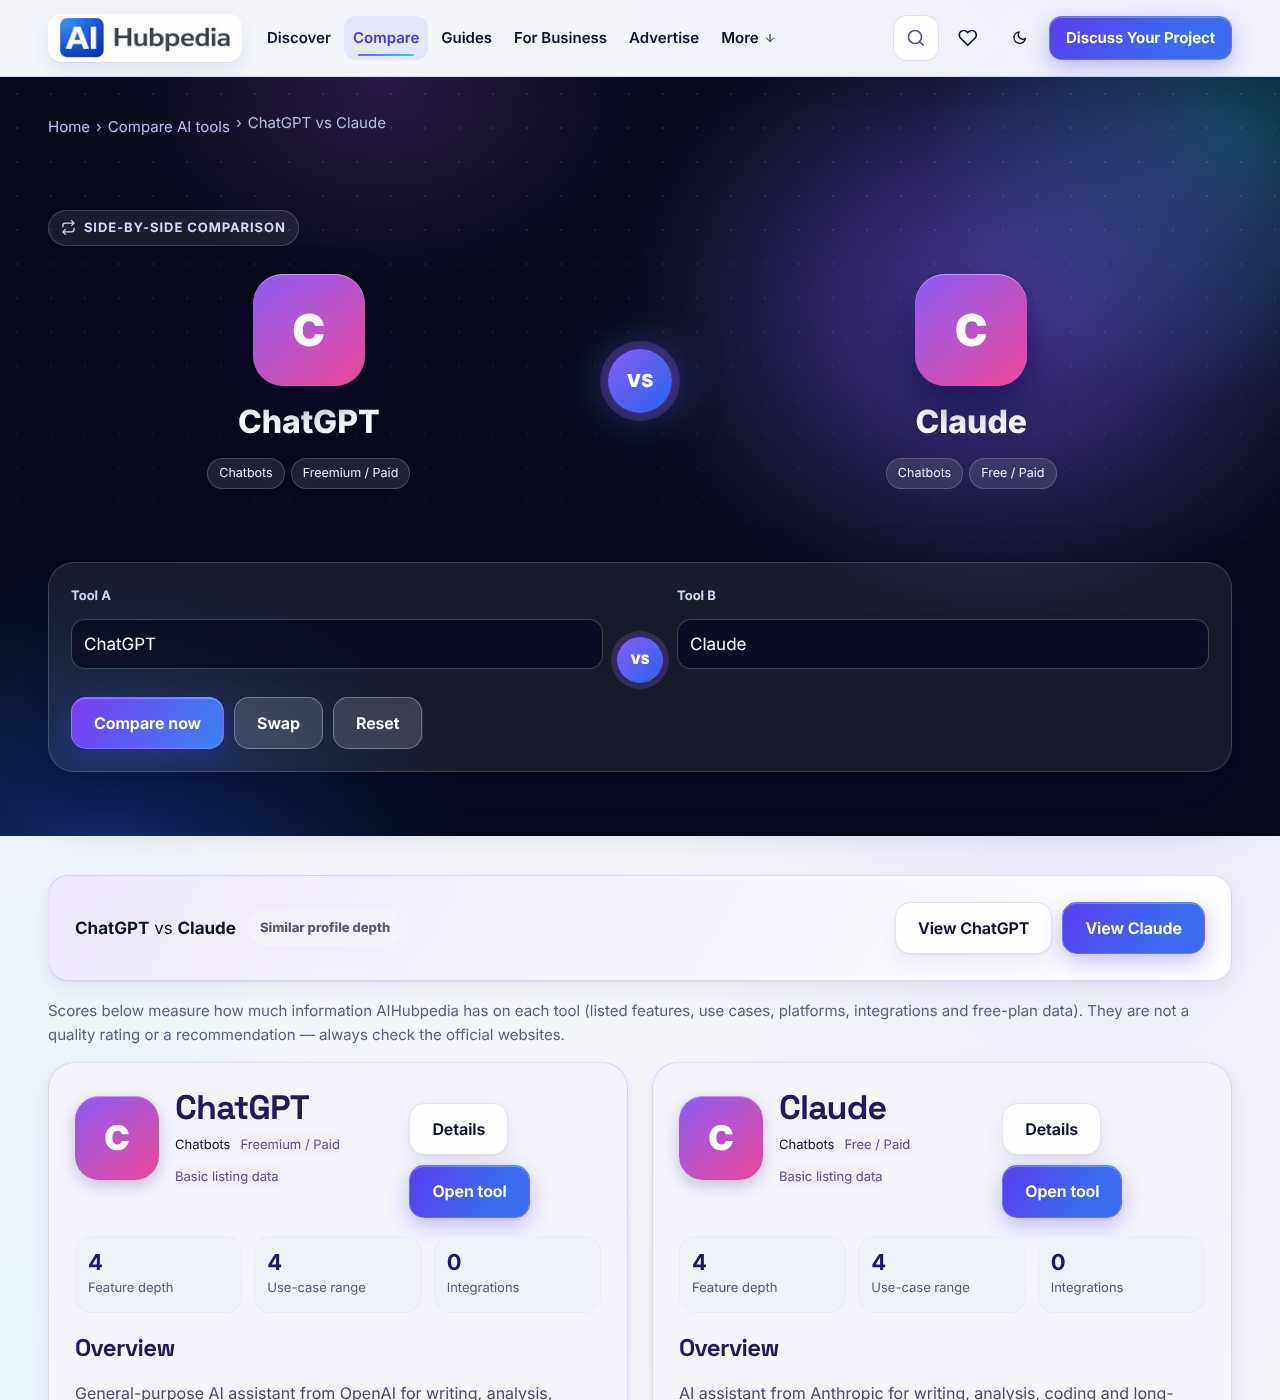 AI Hubpedia
Discover
Compare
Guides
For Business
Advertise
More ↓
Discuss Your Project
Home › Compare AI tools › ChatGPT vs Claude
SIDE-BY-SIDE COMPARISON
C
ChatGPT
Chatbots
Freemium / Paid
VS
C
Claude
Chatbots
Free / Paid
Tool A
ChatGPT
VS
Tool B
Claude
Compare now
Swap
Reset
ChatGPT vs Claude
Similar profile depth
View ChatGPT
View Claude
Scores below measure how much information AIHubpedia has on each tool (listed features, use cases, platforms, integrations and free-plan data). They are not a
quality rating or a recommendation — always check the official websites.
C
ChatGPT
Chatbots Freemium / Paid
Basic listing data
Details
Open tool
4
Feature depth
4
Use-case range
0
Integrations
Overview
General-purpose AI assistant from OpenAI for writing, analysis,
C
Claude
Chatbots Free / Paid
Basic listing data
Details
Open tool
4
Feature depth
4
Use-case range
0
Integrations
Overview
AI assistant from Anthropic for writing, analysis, coding and long-